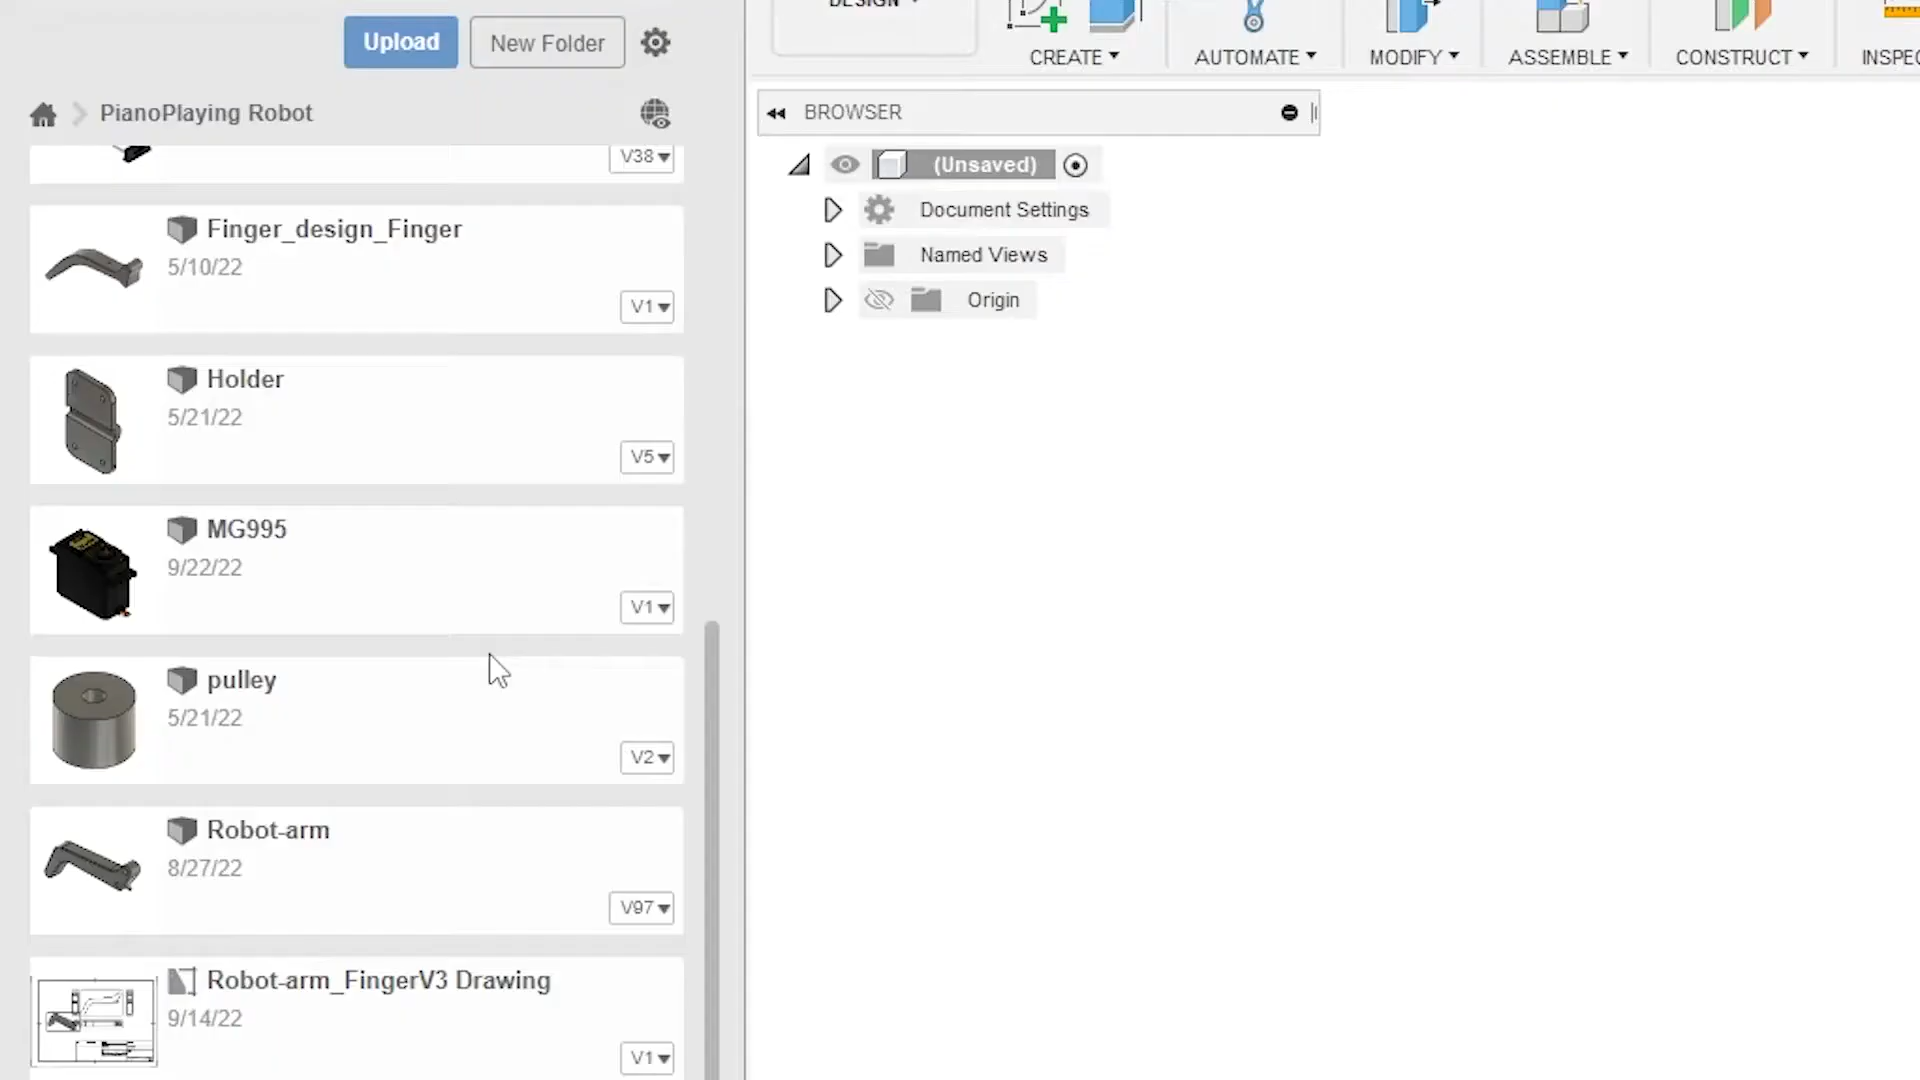 Upload
New Folder
PianoPlaying Robot
V38
Finger_design_Finger
5/10/22
V1
Holder
5/21/22
V5
MG995
9/22/22
V1
pulley
5/21/22
V2
Robot-arm
8/27/22
V97
Robot-arm_FingerV3 Drawing
9/14/22
V1
DESIGN
CREATE
AUTOMATE
MODIFY
ASSEMBLE
CONSTRUCT
INSPEC
BROWSER
(Unsaved)
Document Settings
Named Views
Origin